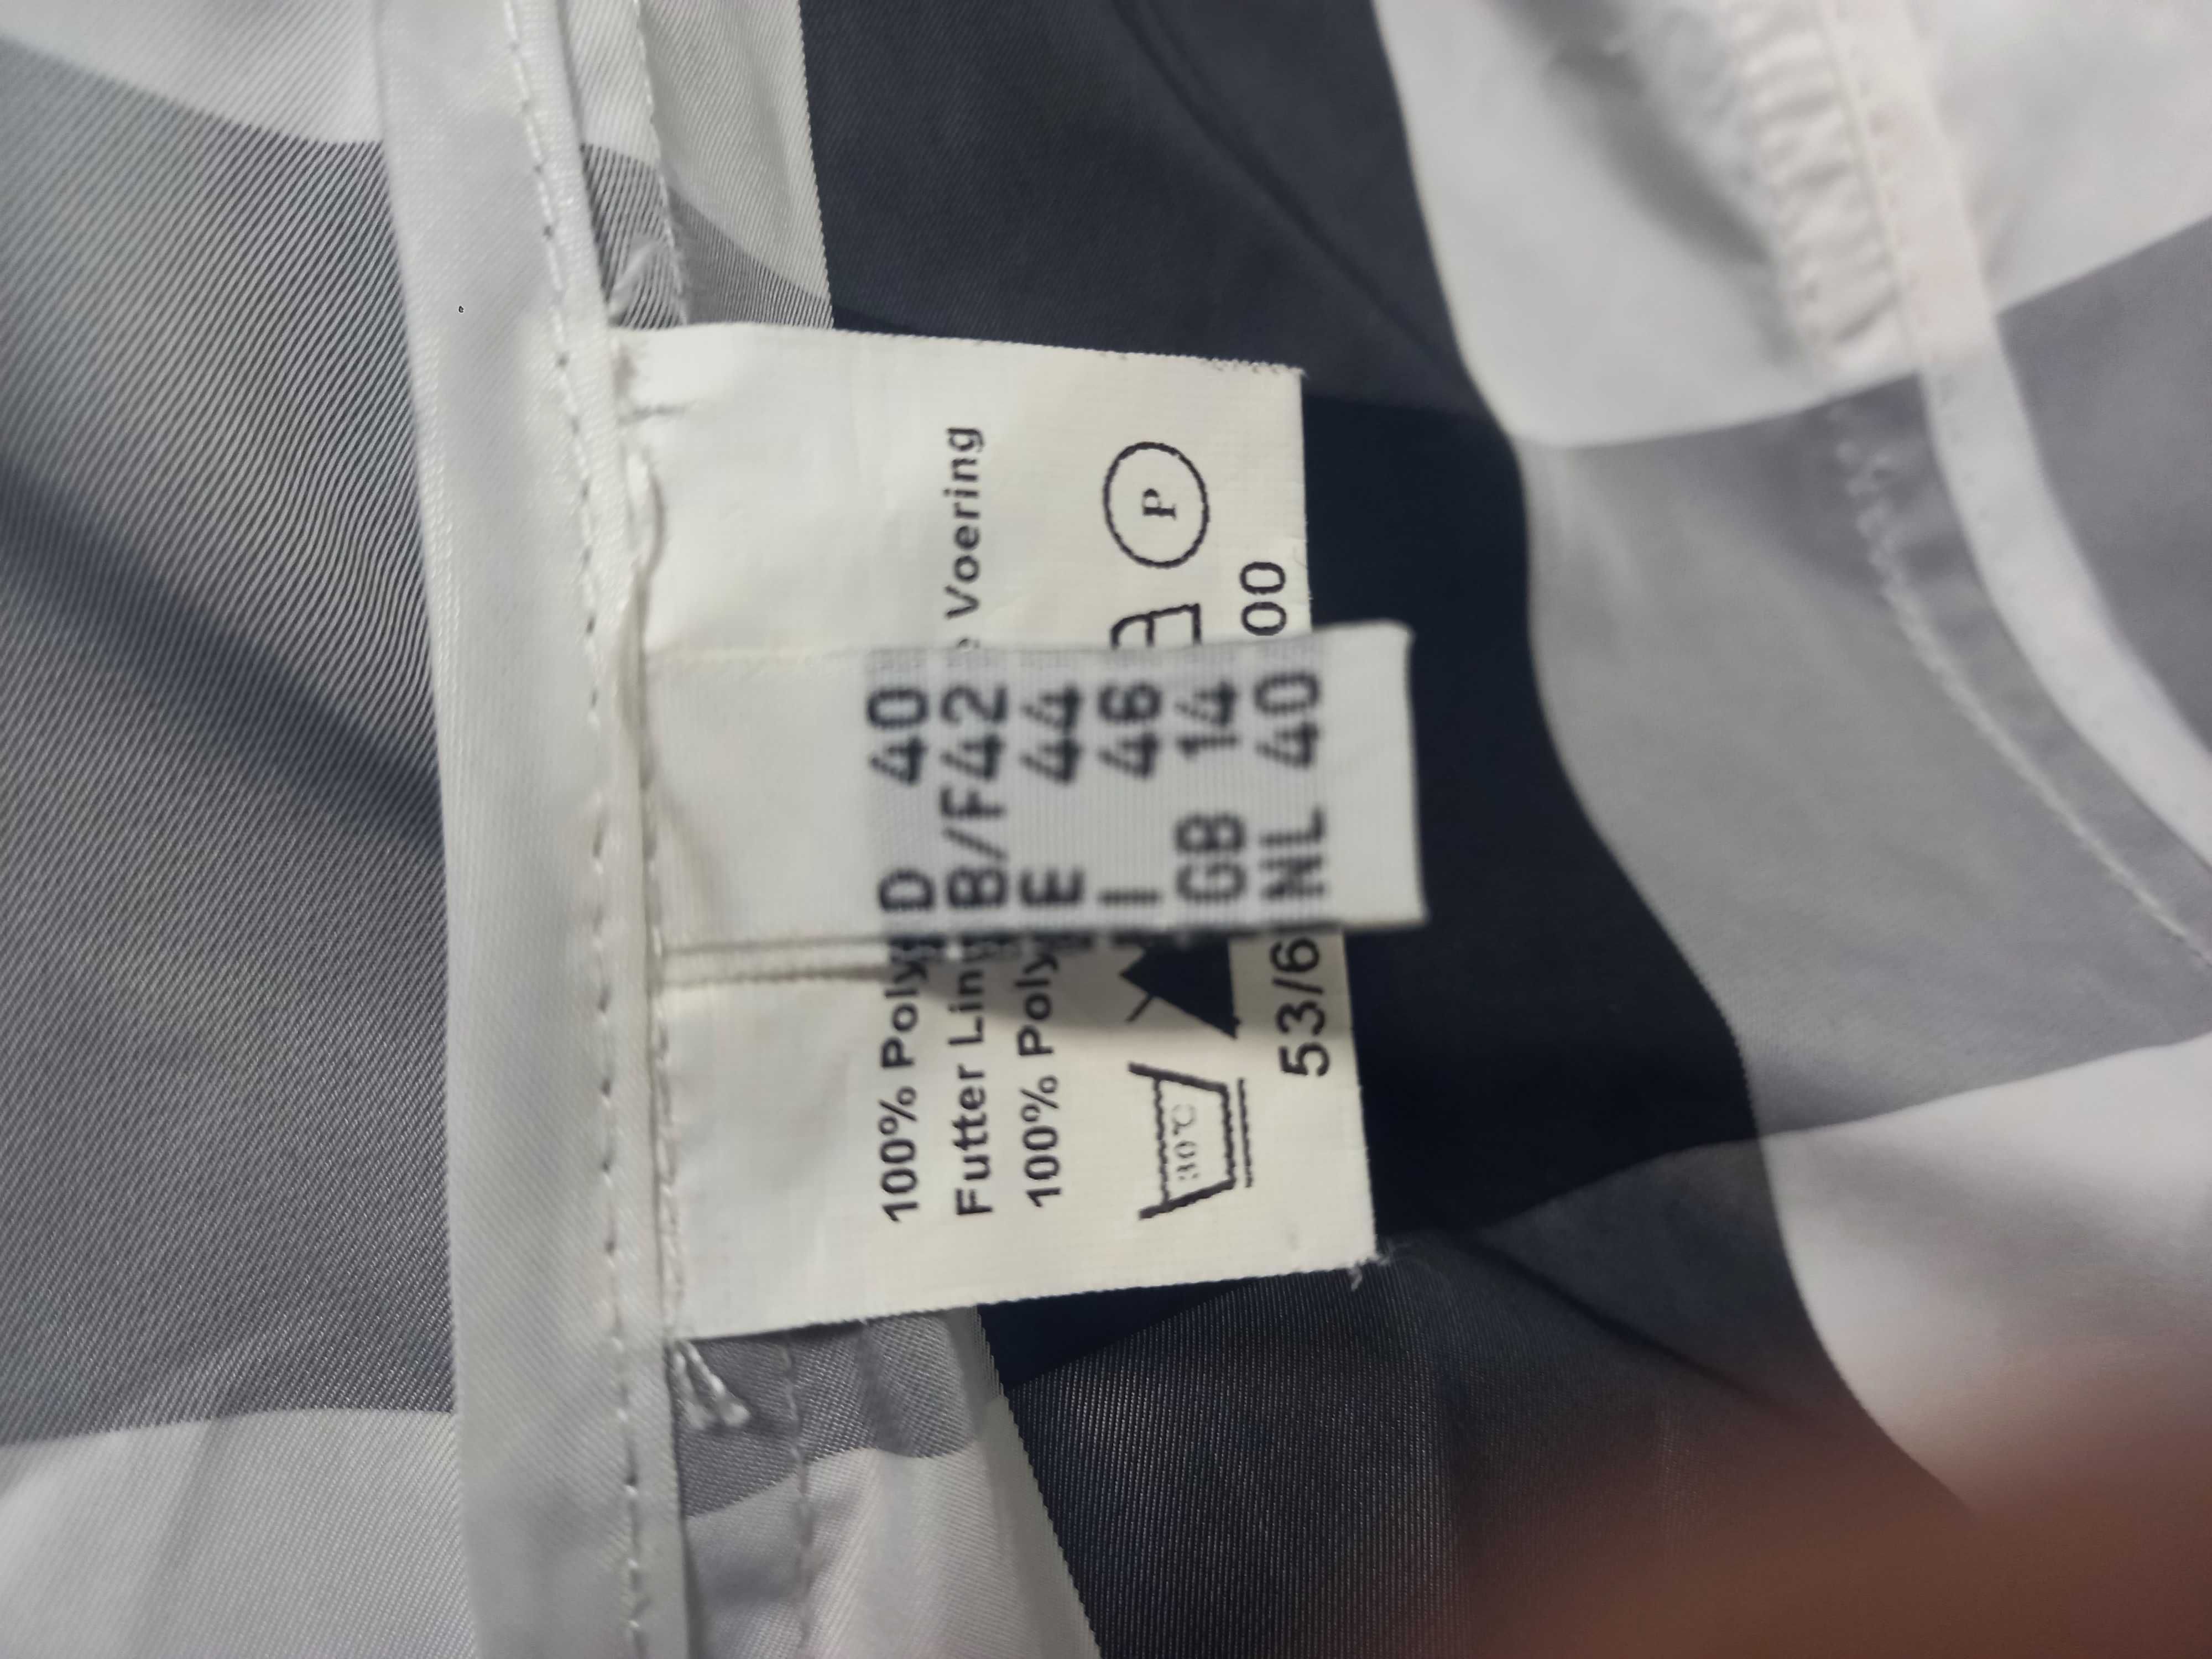 D 40
B/F42
E 44
I 46
GB 14
NL 40
100% Poly
Futter Lin Voering
100% Poly
30°C P
53/6 00